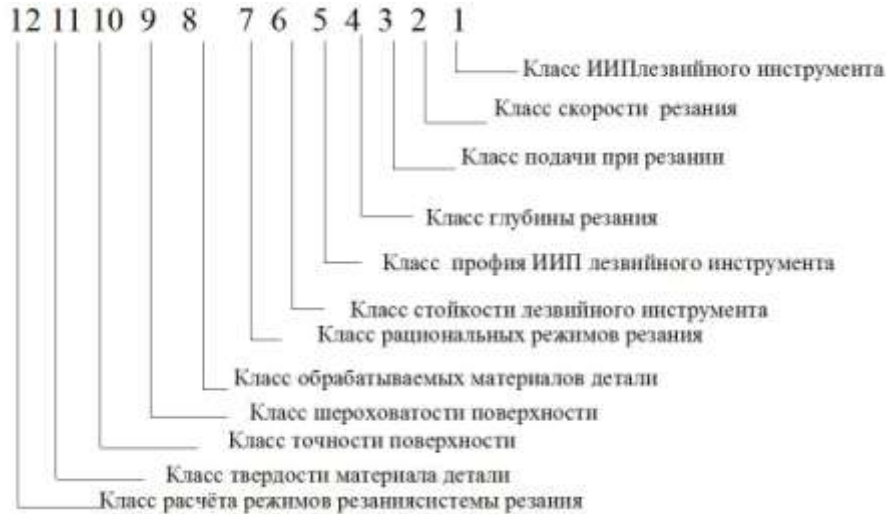 12 11 10 9 8 7 6 5 4 3 2 1
Класс ИИПлезвийного инструмента
Класс скорости резания
Класс подачи при резании
Класс глубины резания
Класс профия ИИП лезвийного инструмента
Класс стойкости лезвийного инструмента
Класс рациональных режимов резания
Класс обрабатываемых материалов детали
Класс шероховатости поверхности
Класс точности поверхности
Класс твердости материала детали
Класс расчёта режимов резаниясистемы резания